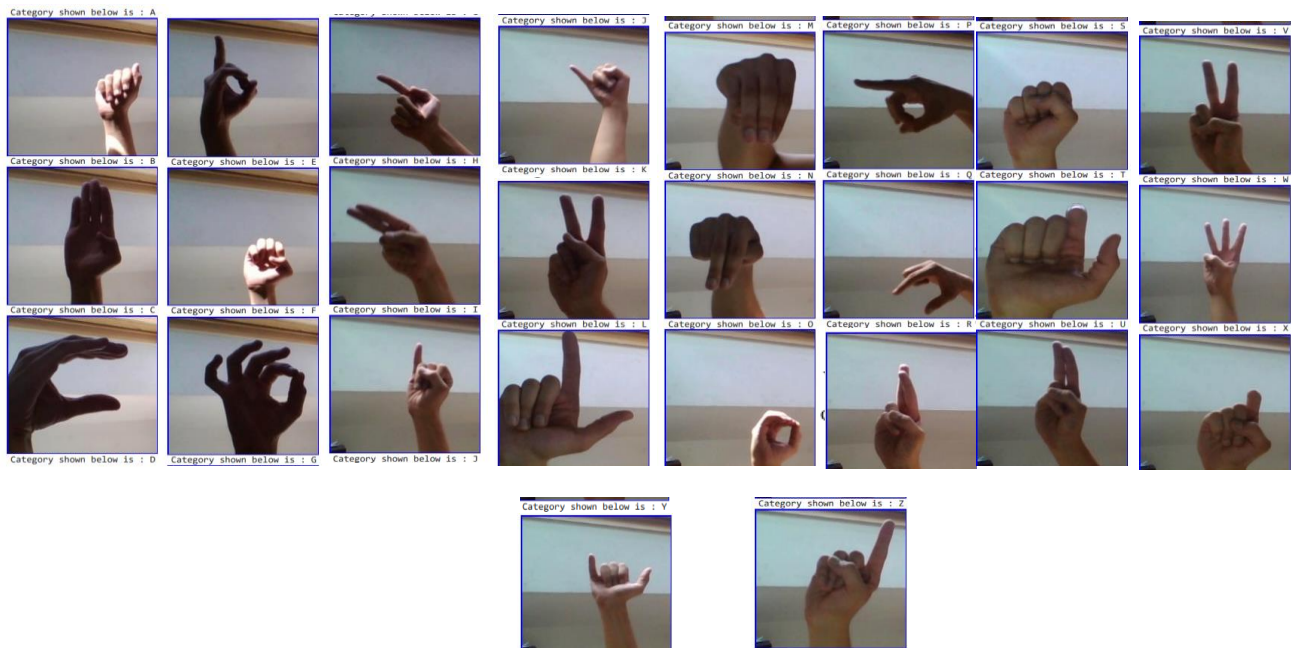 Category shown below is : A
Category shown below is : B
Category shown below is : C
Category shown below is : D
Category shown below is : E
Category shown below is : F
Category shown below is : G
Category shown below is : H
Category shown below is : I
Category shown below is : J
Category shown below is : J
Category shown below is : K
Category shown below is : L
Category shown below is : M
Category shown below is : N
Category shown below is : O
Category shown below is : P
Category shown below is : Q
Category shown below is : R
Category shown below is : S
Category shown below is : T
Category shown below is : U
Category shown below is : V
Category shown below is : W
Category shown below is : X
Category shown below is : Y
Category shown below is : Z